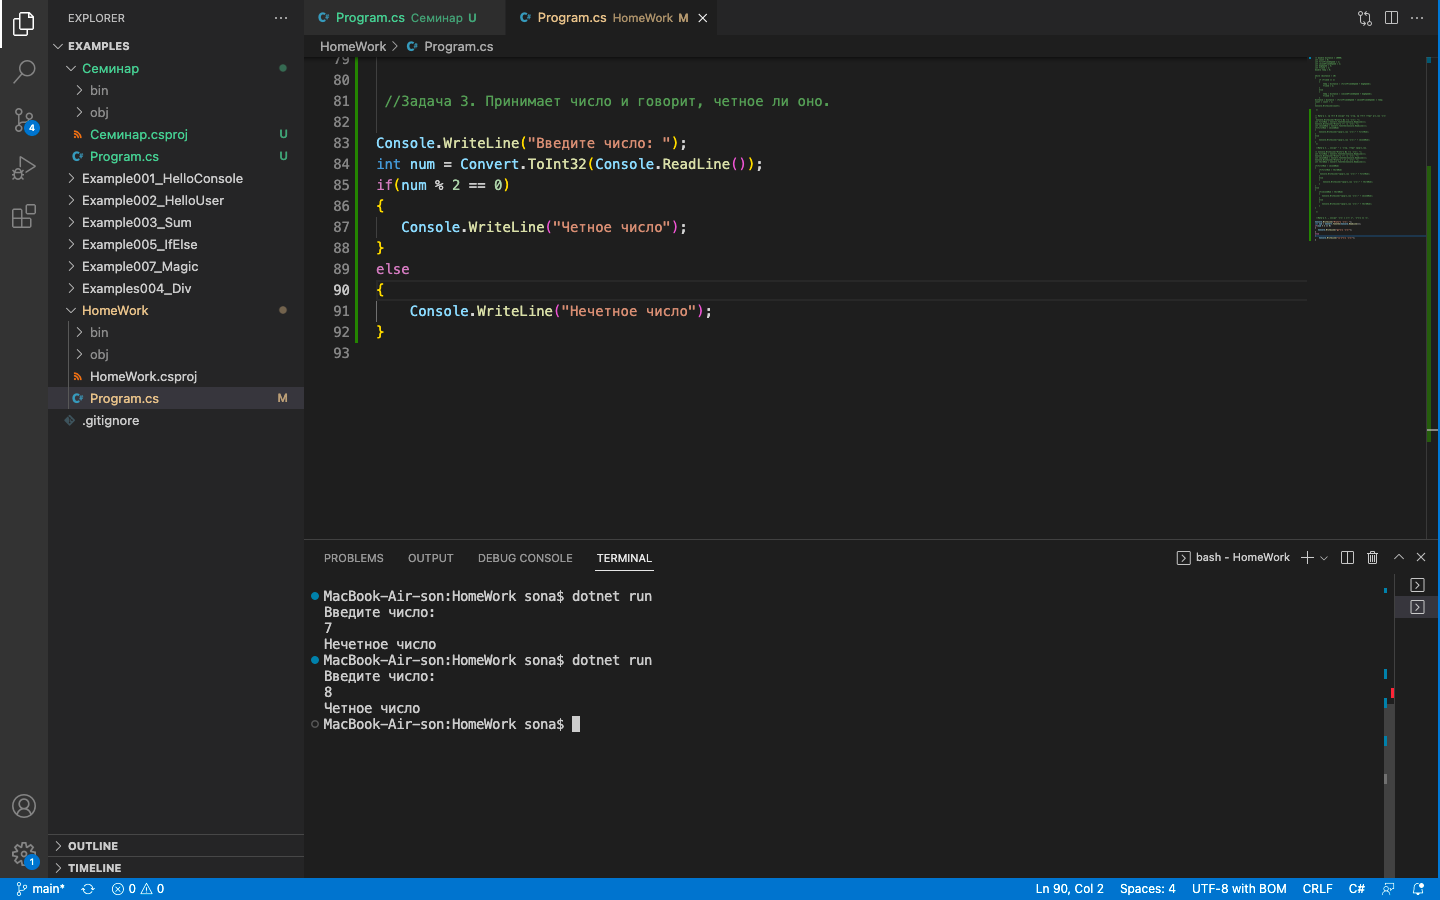 EXPLORER
EXAMPLES
Семинар
bin
obj
Семинар.csproj U
Program.cs U
Example001_HelloConsole
Example002_HelloUser
Example003_Sum
Example005_IfElse
Example007_Magic
Examples004_Div
HomeWork
bin
obj
HomeWork.csproj
Program.cs M
.gitignore
OUTLINE
TIMELINE
4
1
Program.cs Семинар U
Program.cs HomeWork M
HomeWork > Program.cs
79
80
81 //Задача 3. Принимает число и говорит, четное ли оно.
82
83 Console.WriteLine("Введите число: ");
84 int num = Convert.ToInt32(Console.ReadLine());
85 if(num % 2 == 0)
86 {
87 Console.WriteLine("Четное число");
88 }
89 else
90 {
91 Console.WriteLine("Нечетное число");
92 }
93
PROBLEMS OUTPUT DEBUG CONSOLE TERMINAL
bash - HomeWork
MacBook-Air-son:HomeWork sona$ dotnet run
Введите число:
7
Нечетное число
MacBook-Air-son:HomeWork sona$ dotnet run
Введите число:
8
Четное число
MacBook-Air-son:HomeWork sona$
main* 0 0 Ln 90, Col 2 Spaces: 4 UTF-8 with BOM CRLF C#